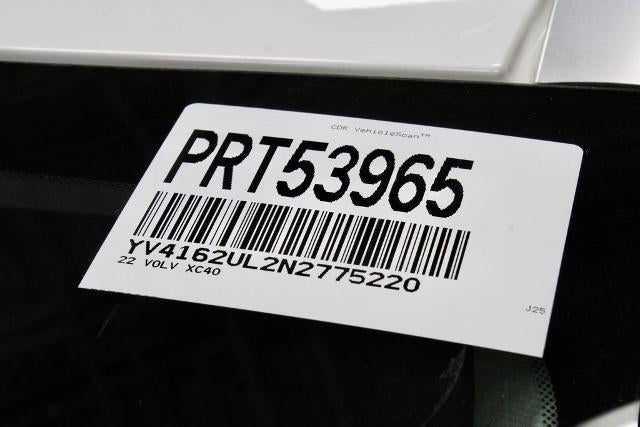 CDK VehicleScan™
PRT53965
YV4162UL2N2775220
22 VOLV XC40
J25